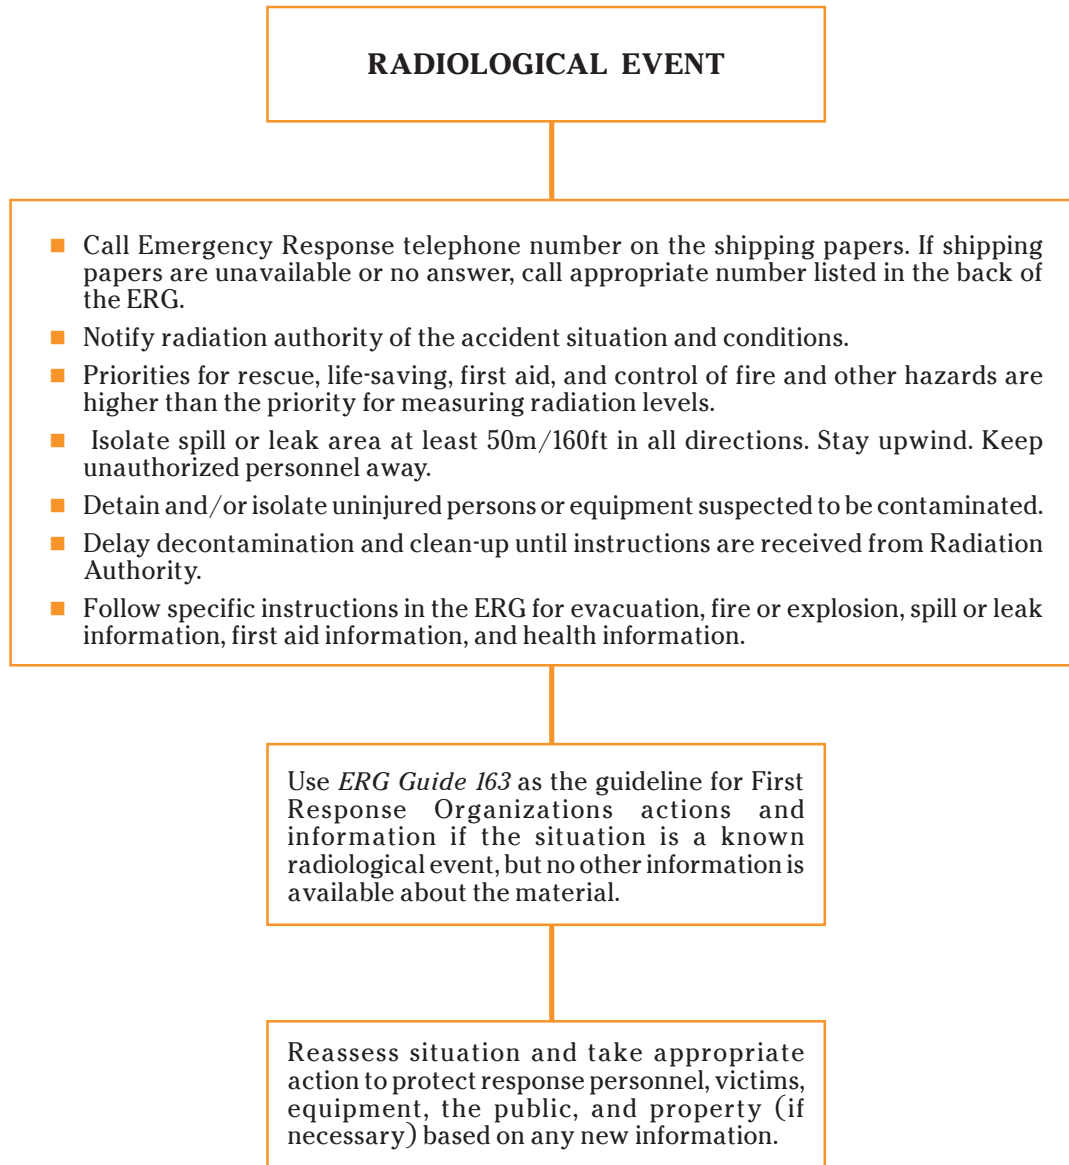 RADIOLOGICAL EVENT
■ Call Emergency Response telephone number on the shipping papers. If shipping
papers are unavailable or no answer, call appropriate number listed in the back of
the ERG.
■ Notify radiation authority of the accident situation and conditions.
■ Priorities for rescue, life-saving, first aid, and control of fire and other hazards are
higher than the priority for measuring radiation levels.
■ Isolate spill or leak area at least 50m/160ft in all directions. Stay upwind. Keep
unauthorized personnel away.
■ Detain and/or isolate uninjured persons or equipment suspected to be contaminated.
■ Delay decontamination and clean-up until instructions are received from Radiation
Authority.
■ Follow specific instructions in the ERG for evacuation, fire or explosion, spill or leak
information, first aid information, and health information.
Use ERG Guide 163 as the guideline for First
Response Organizations actions and
information if the situation is a known
radiological event, but no other information is
available about the material.
Reassess situation and take appropriate
action to protect response personnel, victims,
equipment, the public, and property (if
necessary) based on any new information.